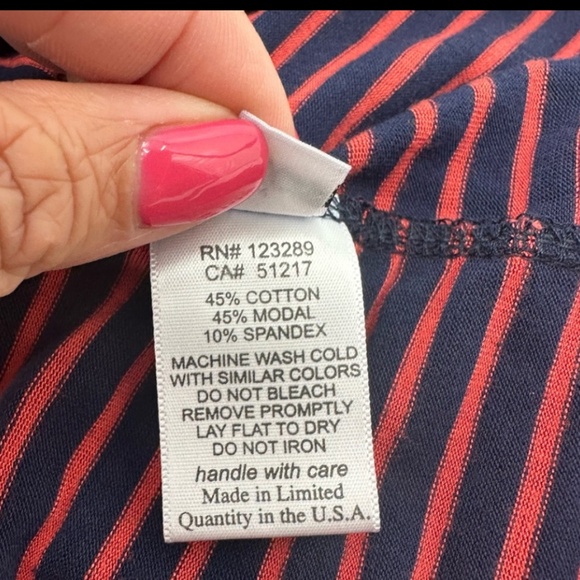 RN# 123289
CA# 51217
45% COTTON
45% MODAL
10% SPANDEX
MACHINE WASH COLD
WITH SIMILAR COLORS
DO NOT BLEACH
REMOVE PROMPTLY
LAY FLAT TO DRY
DO NOT IRON
handle with care
Made in Limited
Quantity in the U.S.A.